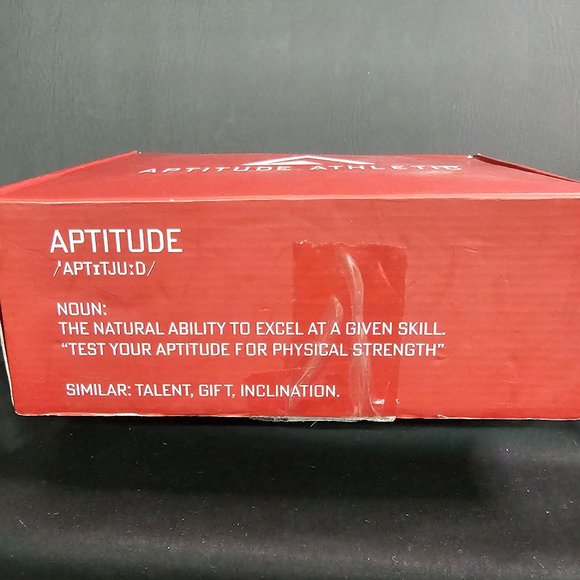 APTITUDE ATHLETIC
APTITUDE
/'APTɪTJU:D/
NOUN:
THE NATURAL ABILITY TO EXCEL AT A GIVEN SKILL.
“TEST YOUR APTITUDE FOR PHYSICAL STRENGTH”
SIMILAR: TALENT, GIFT, INCLINATION.